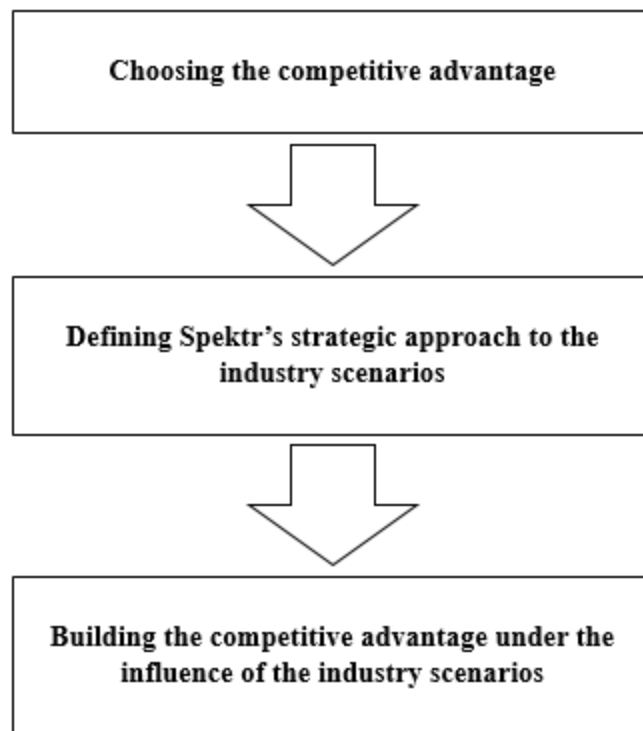 Choosing the competitive advantage
Defining Spektr’s strategic approach to the
industry scenarios
Building the competitive advantage under the
influence of the industry scenarios